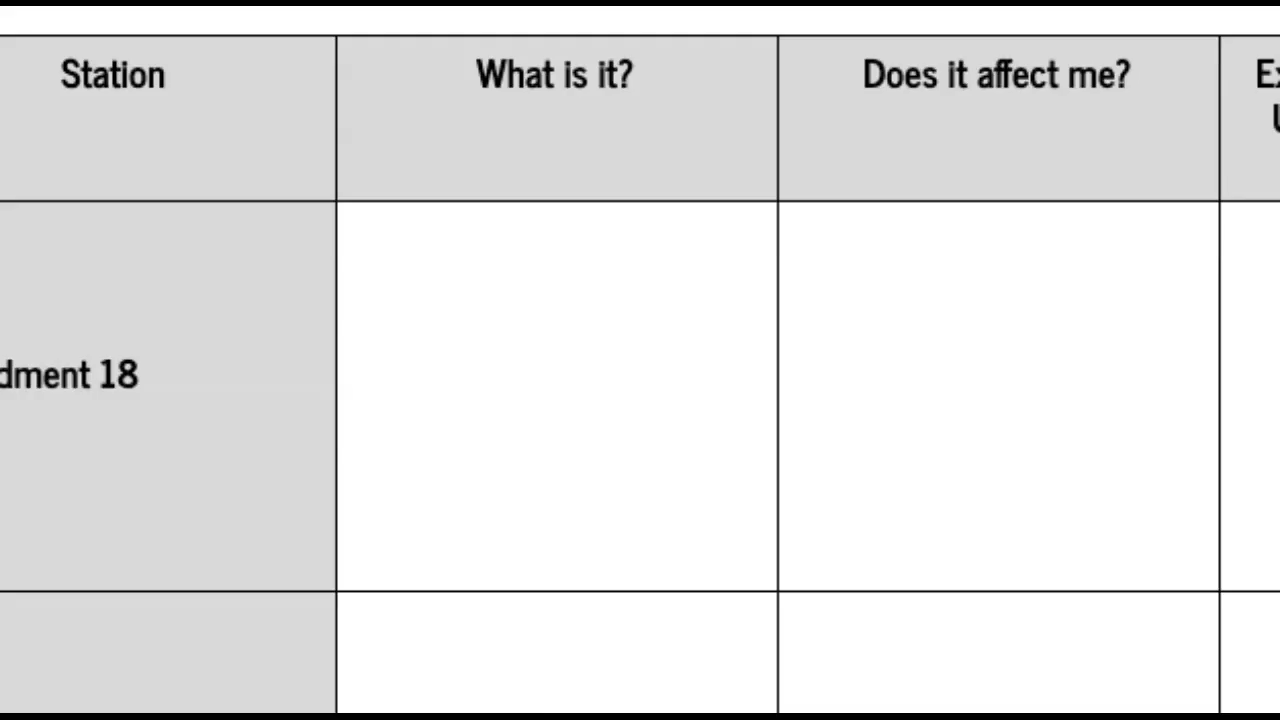 Station
What is it?
Does it affect me?
dment 18